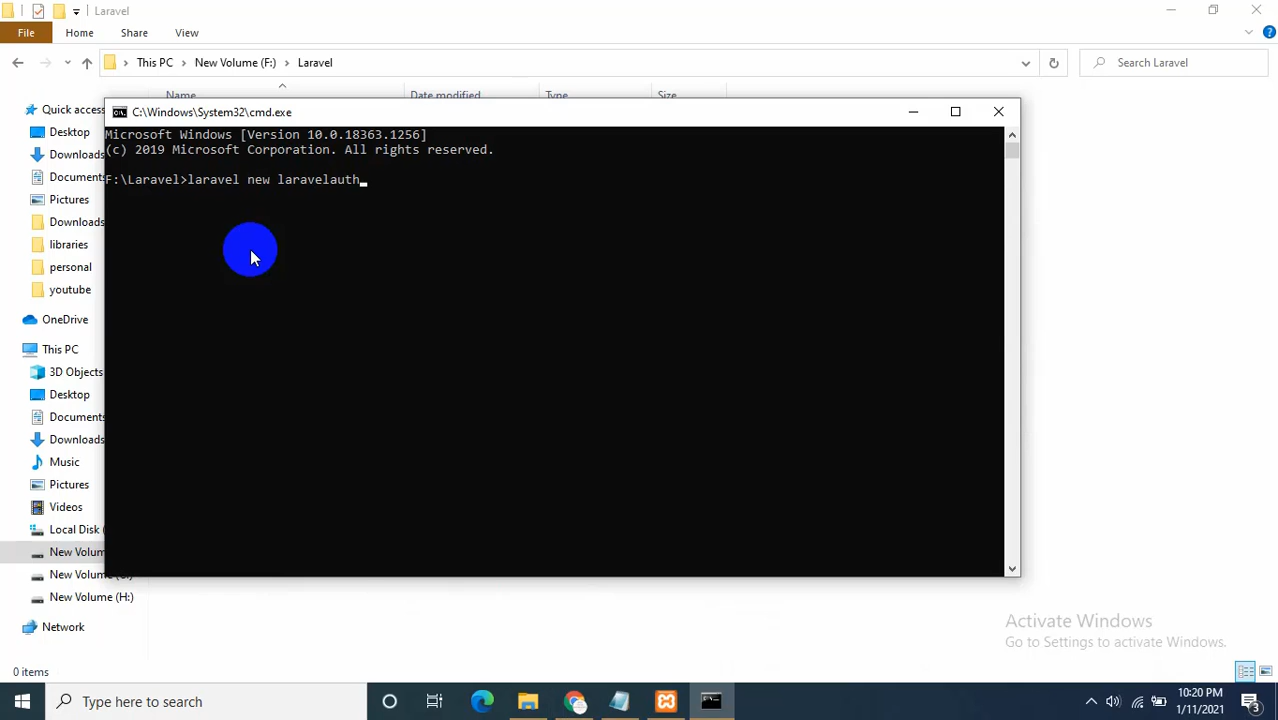 Laravel
File Home Share View
This PC New Volume (F:) Laravel
Search Laravel
Name Date modified Type Size
Quick access
Desktop
Downloads
Documents
Pictures
Downloads
libraries
personal
youtube
OneDrive
This PC
3D Objects
Desktop
Documents
Downloads
Music
Pictures
Videos
Local Disk (
New Volum
New Volume
New Volume (H:)
Network
0 items
C:\Windows\System32\cmd.exe
Microsoft Windows [Version 10.0.18363.1256]
(c) 2019 Microsoft Corporation. All rights reserved.
F:\Laravel>laravel new laravelauth_
Activate Windows
Go to Settings to activate Windows.
Type here to search
10:20 PM
1/11/2021
3